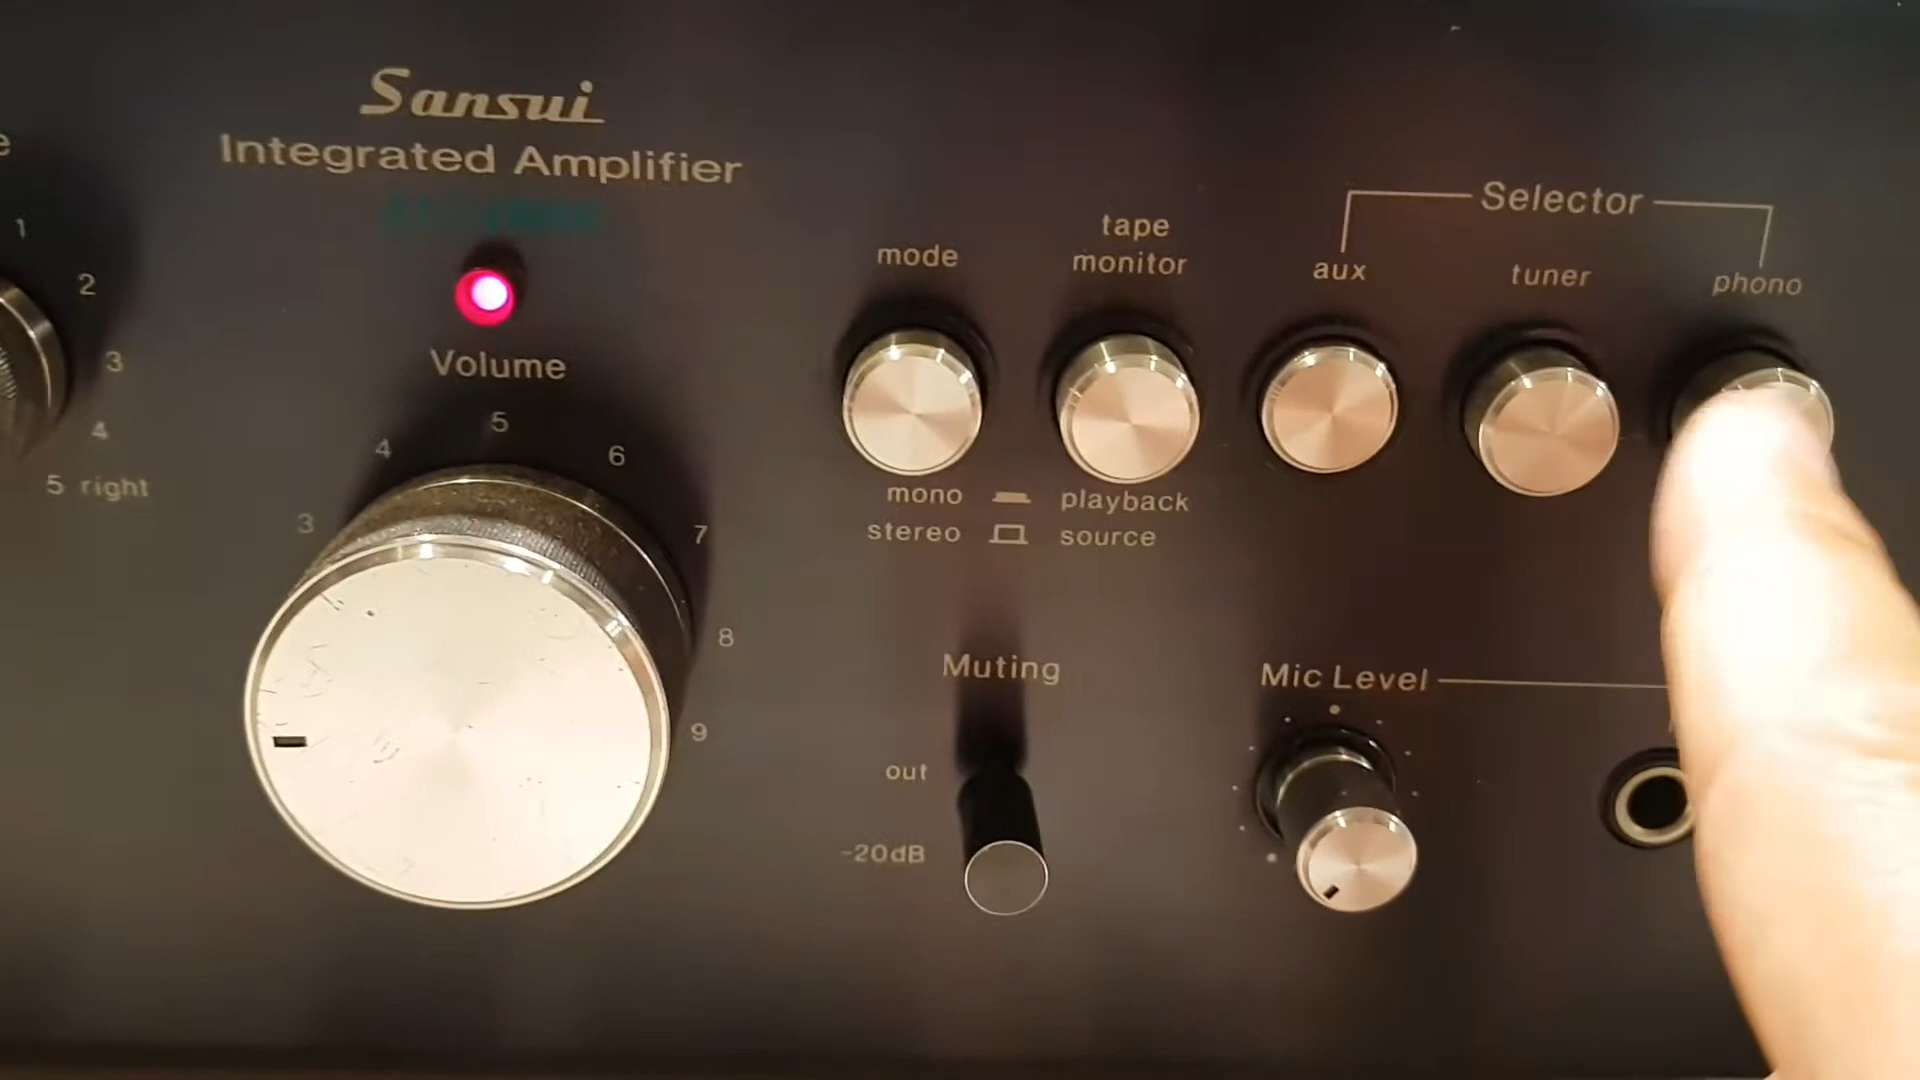 Sansui
Integrated Amplifier
1
2
3
4
5 right
Volume
3
4
5
6
7
8
9
mode
tape
monitor
Selector
aux
tuner
phono
mono
playback
stereo
source
Muting
out
-20dB
Mic Level